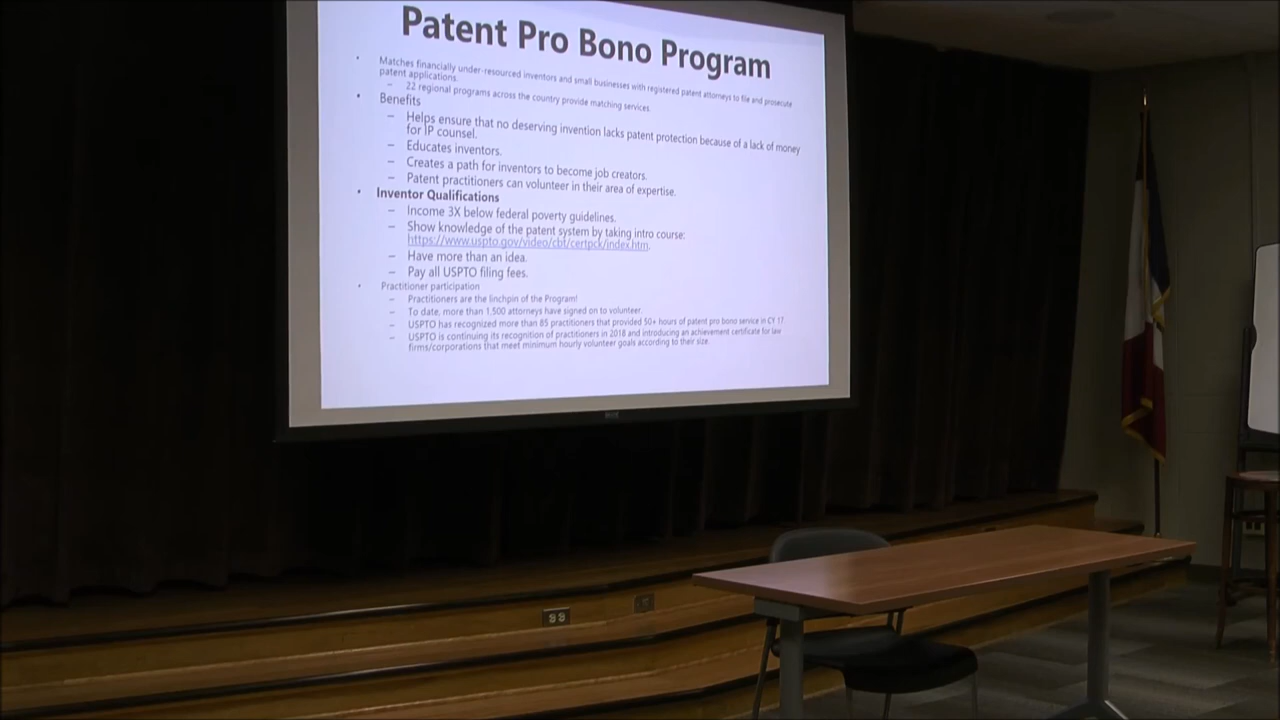 Patent Pro Bono Program
• Matches financially under-resourced inventors and small businesses with registered patent attorneys to file and prosecute
patent applications.
– 22 regional programs across the country provide matching services.
• Benefits
– Helps ensure that no deserving invention lacks patent protection because of a lack of money
for IP counsel.
– Educates inventors.
– Creates a path for inventors to become job creators.
– Patent practitioners can volunteer in their area of expertise.
• Inventor Qualifications
– Income 3X below federal poverty guidelines.
– Show knowledge of the patent system by taking intro course:
https://www.uspto.gov/video/cbt/certpck/index.htm.
– Have more than an idea.
– Pay all USPTO filing fees.
• Practitioner participation
– Practitioners are the linchpin of the Program!
– To date, more than 1,500 attorneys have signed on to volunteer.
– USPTO has recognized more than 85 practitioners that provided 50+ hours of patent pro bono service in CY 17.
– USPTO is continuing its recognition of practitioners in 2018 and introducing an achievement certificate for law
firms/corporations that meet minimum hourly volunteer goals according to their size.